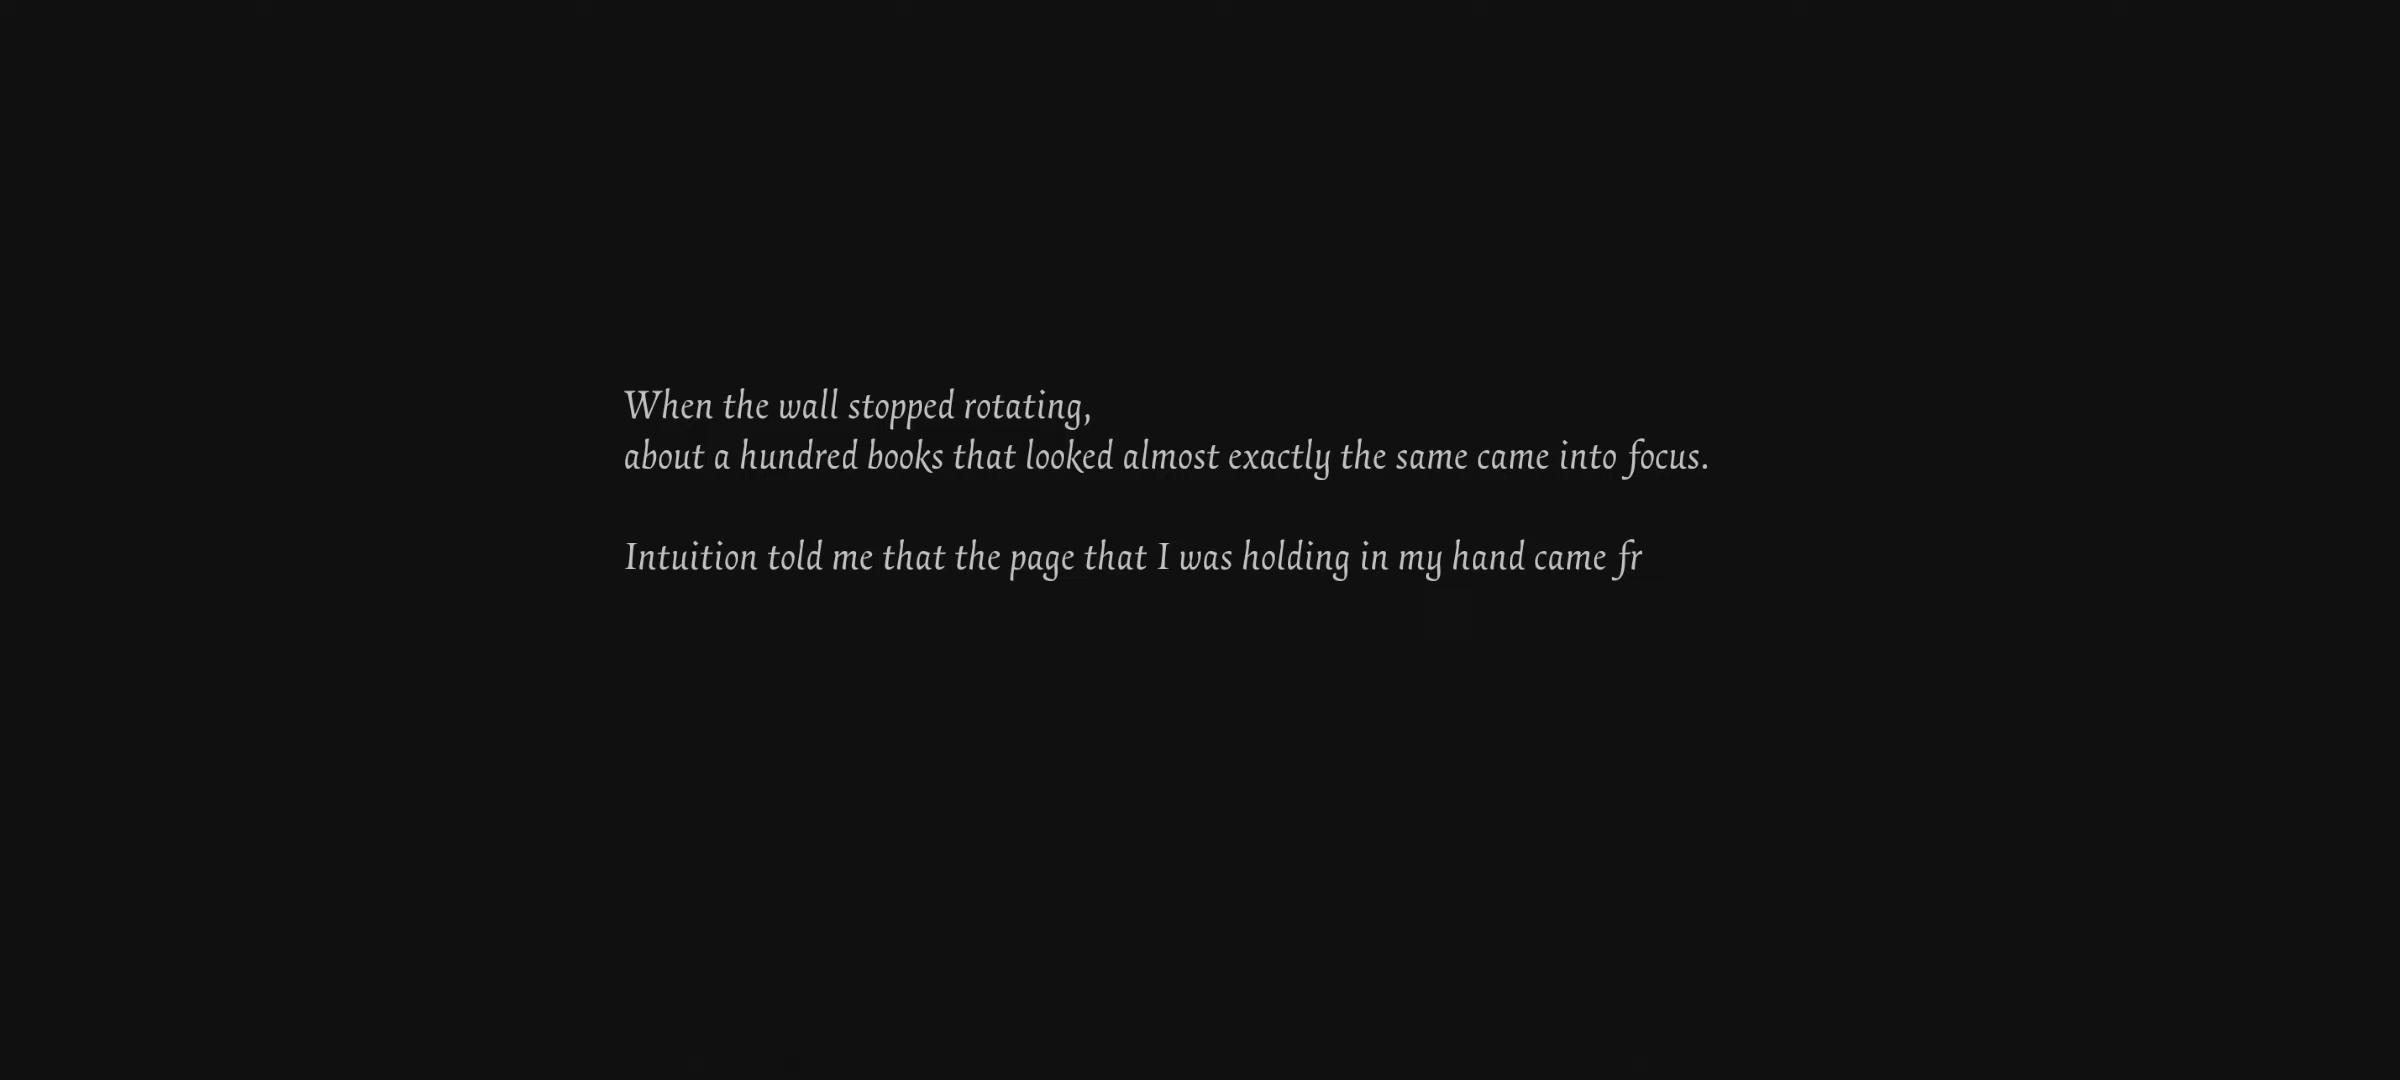 When the wall stopped rotating,
about a hundred books that looked almost exactly the same came into focus.
Intuition told me that the page that I was holding in my hand came fr